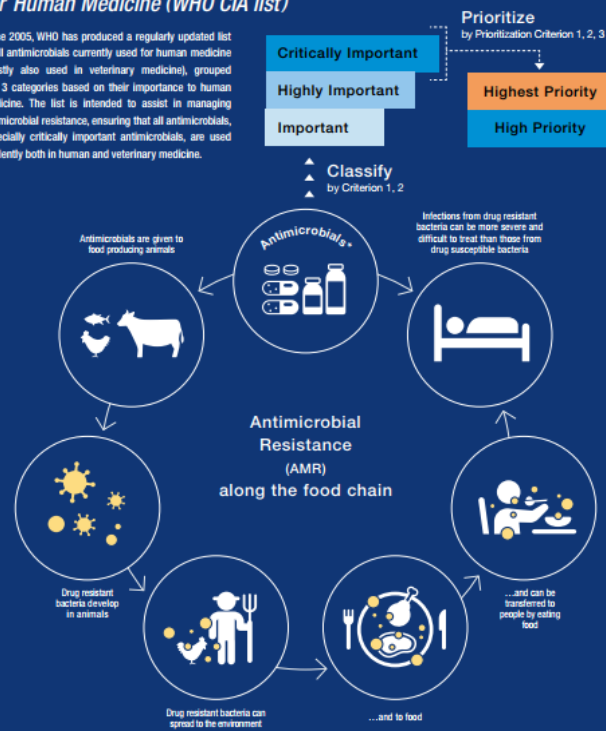 r Human Medicine (WHO CIA list)
e 2005, WHO has produced a regularly updated list
ll antimicrobials currently used for human medicine
stly also used in veterinary medicine), grouped
3 categories based on their importance to human
dicine. The list is intended to assist in managing
microbial resistance, ensuring that all antimicrobials,
ecially critically important antimicrobials, are used
dently both in human and veterinary medicine.
Prioritize
by Prioritization Criterion 1, 2, 3
Critically Important
Highly Important
Important
Highest Priority
High Priority
Classify
by Criterion 1, 2
Antimicrobials*
Antimicrobials are given to
food producing animals
Infections from drug resistant
bacteria can be more severe and
difficult to treat than those from
drug susceptible bacteria
Antimicrobial
Resistance
(AMR)
along the food chain
Drug resistant
bacteria develop
in animals
...and can be
transferred to
people by eating
food
Drug resistant bacteria can
spread to the environment
...and to food